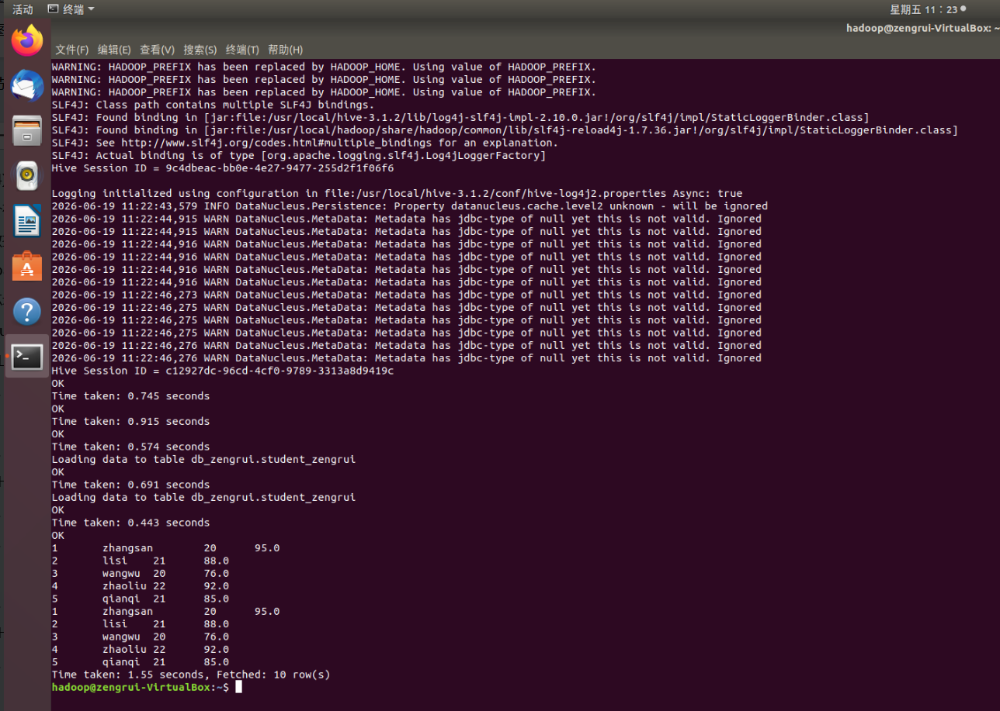 活动 终端 星期五 11：23
hadoop@zengrui-VirtualBox: ~
文件(F) 编辑(E) 查看(V) 搜索(S) 终端(T) 帮助(H)
WARNING: HADOOP_PREFIX has been replaced by HADOOP_HOME. Using value of HADOOP_PREFIX.
WARNING: HADOOP_PREFIX has been replaced by HADOOP_HOME. Using value of HADOOP_PREFIX.
WARNING: HADOOP_PREFIX has been replaced by HADOOP_HOME. Using value of HADOOP_PREFIX.
SLF4J: Class path contains multiple SLF4J bindings.
SLF4J: Found binding in [jar:file:/usr/local/hive-3.1.2/lib/log4j-slf4j-impl-2.10.0.jar!/org/slf4j/impl/StaticLoggerBinder.class]
SLF4J: Found binding in [jar:file:/usr/local/hadoop/share/hadoop/common/lib/slf4j-reload4j-1.7.36.jar!/org/slf4j/impl/StaticLoggerBinder.class]
SLF4J: See http://www.slf4j.org/codes.html#multiple_bindings for an explanation.
SLF4J: Actual binding is of type [org.apache.logging.slf4j.Log4jLoggerFactory]
Hive Session ID = 9c4dbeac-bb0e-4e27-9477-255d2f1f06f6
Logging initialized using configuration in file:/usr/local/hive-3.1.2/conf/hive-log4j2.properties Async: true
2026-06-19 11:22:43,579 INFO DataNucleus.Persistence: Property datanucleus.cache.level2 unknown - will be ignored
2026-06-19 11:22:44,915 WARN DataNucleus.MetaData: Metadata has jdbc-type of null yet this is not valid. Ignored
2026-06-19 11:22:44,915 WARN DataNucleus.MetaData: Metadata has jdbc-type of null yet this is not valid. Ignored
2026-06-19 11:22:44,916 WARN DataNucleus.MetaData: Metadata has jdbc-type of null yet this is not valid. Ignored
2026-06-19 11:22:44,916 WARN DataNucleus.MetaData: Metadata has jdbc-type of null yet this is not valid. Ignored
2026-06-19 11:22:44,916 WARN DataNucleus.MetaData: Metadata has jdbc-type of null yet this is not valid. Ignored
2026-06-19 11:22:44,916 WARN DataNucleus.MetaData: Metadata has jdbc-type of null yet this is not valid. Ignored
2026-06-19 11:22:46,273 WARN DataNucleus.MetaData: Metadata has jdbc-type of null yet this is not valid. Ignored
2026-06-19 11:22:46,275 WARN DataNucleus.MetaData: Metadata has jdbc-type of null yet this is not valid. Ignored
2026-06-19 11:22:46,275 WARN DataNucleus.MetaData: Metadata has jdbc-type of null yet this is not valid. Ignored
2026-06-19 11:22:46,275 WARN DataNucleus.MetaData: Metadata has jdbc-type of null yet this is not valid. Ignored
2026-06-19 11:22:46,276 WARN DataNucleus.MetaData: Metadata has jdbc-type of null yet this is not valid. Ignored
2026-06-19 11:22:46,276 WARN DataNucleus.MetaData: Metadata has jdbc-type of null yet this is not valid. Ignored
Hive Session ID = c12927dc-96cd-4cf0-9789-3313a8d9419c
OK
Time taken: 0.745 seconds
OK
Time taken: 0.915 seconds
OK
Time taken: 0.574 seconds
Loading data to table db_zengrui.student_zengrui
OK
Time taken: 0.691 seconds
Loading data to table db_zengrui.student_zengrui
OK
Time taken: 0.443 seconds
OK
1 zhangsan 20 95.0
2 lisi 21 88.0
3 wangwu 20 76.0
4 zhaoliu 22 92.0
5 qianqi 21 85.0
1 zhangsan 20 95.0
2 lisi 21 88.0
3 wangwu 20 76.0
4 zhaoliu 22 92.0
5 qianqi 21 85.0
Time taken: 1.55 seconds, Fetched: 10 row(s)
hadoop@zengrui-VirtualBox:~$